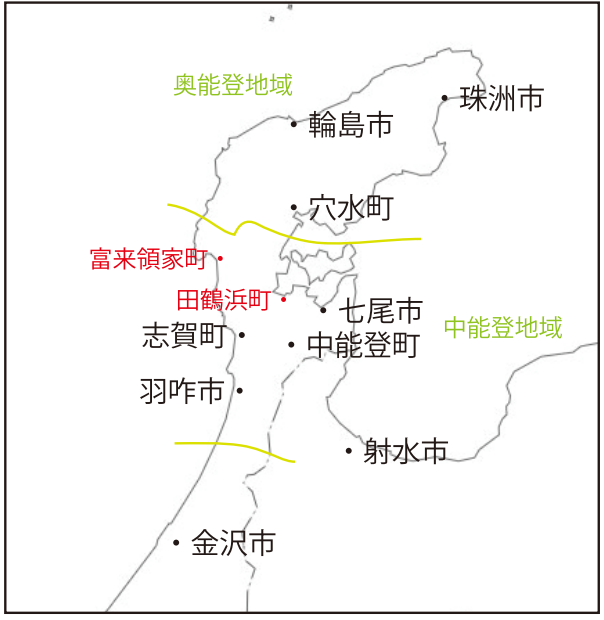 奥能登地域
珠洲市
輪島市
穴水町
富来領家町
田鶴浜町
七尾市
中能登地域
志賀町
中能登町
羽咋市
射水市
金沢市